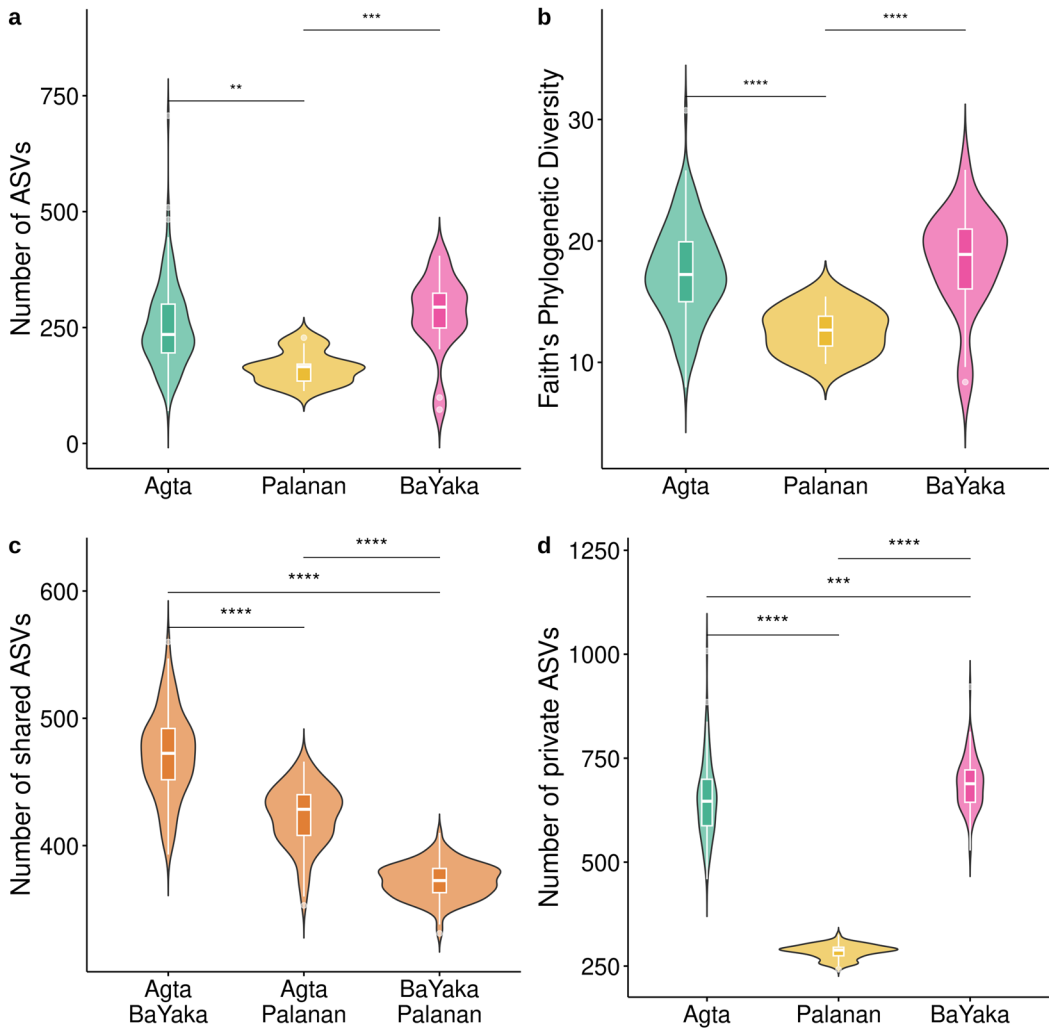 a
***
**
Number of ASVs
750
500
250
0
Agta
Palanan
BaYaka
b
****
****
Faith's Phylogenetic Diversity
30
20
10
Agta
Palanan
BaYaka
c
****
****
****
Number of shared ASVs
600
500
400
Agta
BaYaka
Agta
Palanan
BaYaka
Palanan
d
****
***
****
Number of private ASVs
1250
1000
750
500
250
Agta
Palanan
BaYaka